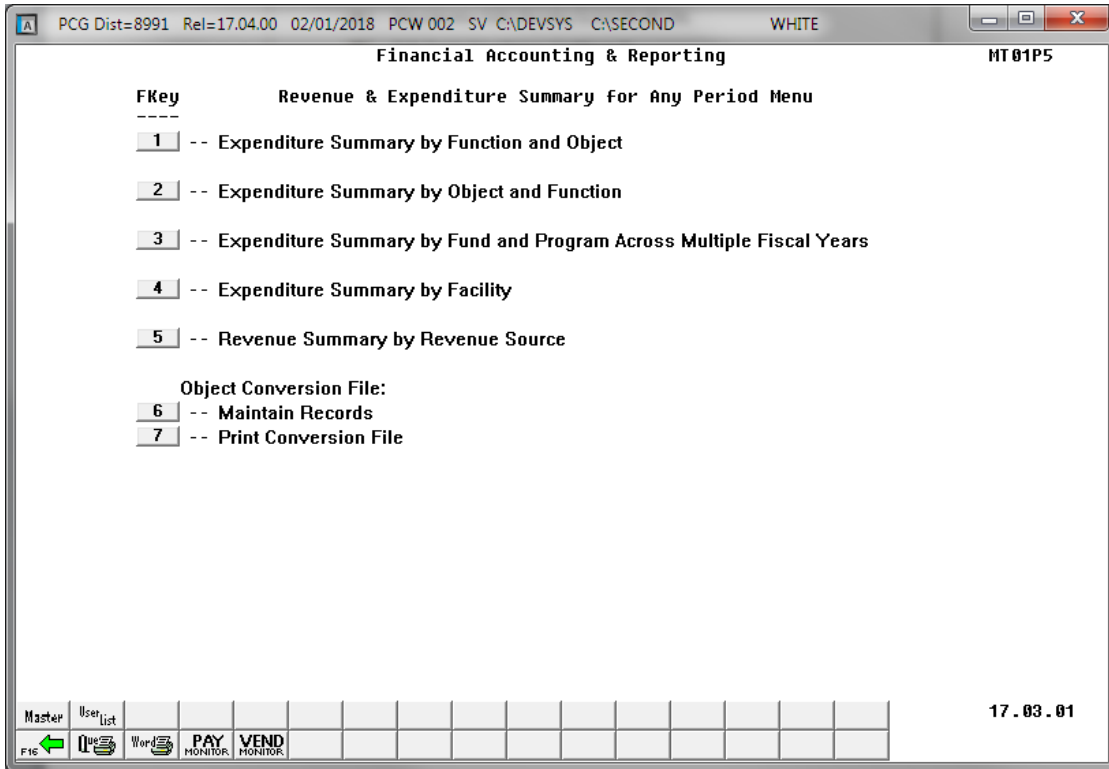 A PCG Dist=8991 Rel=17.04.00 02/01/2018 PCW 002 SV C:\DEVSYS C:\SECOND WHITE
Financial Accounting & Reporting MT01P5
FKey Revenue & Expenditure Summary for Any Period Menu
----
1 -- Expenditure Summary by Function and Object
2 -- Expenditure Summary by Object and Function
3 -- Expenditure Summary by Fund and Program Across Multiple Fiscal Years
4 -- Expenditure Summary by Facility
5 -- Revenue Summary by Revenue Source
Object Conversion File:
6 -- Maintain Records
7 -- Print Conversion File
Master User List 17.03.01
F16 Que Word PAY MONITOR VEND MONITOR